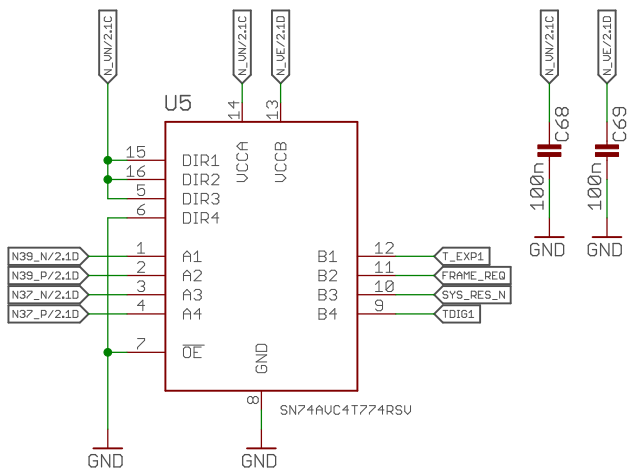 N_VN/2.1C
N_VN/2.1C
N_VE/2.1D
N_VN/2.1C
N_VE/2.1D
U5
14
13
VCCA
VCCB
C68
100n
C69
100n
GND
GND
15 DIR1
16 DIR2
5 DIR3
6 DIR4
N39_N/2.1D 1 A1 B1 12 T_EXP1
N39_P/2.1D 2 A2 B2 11 FRAME_REQ
N37_N/2.1D 3 A3 B3 10 SYS_RES_N
N37_P/2.1D 4 A4 B4 9 TDIG1
7 OE
GND
8
SN74AVC4T774RSV
GND
GND